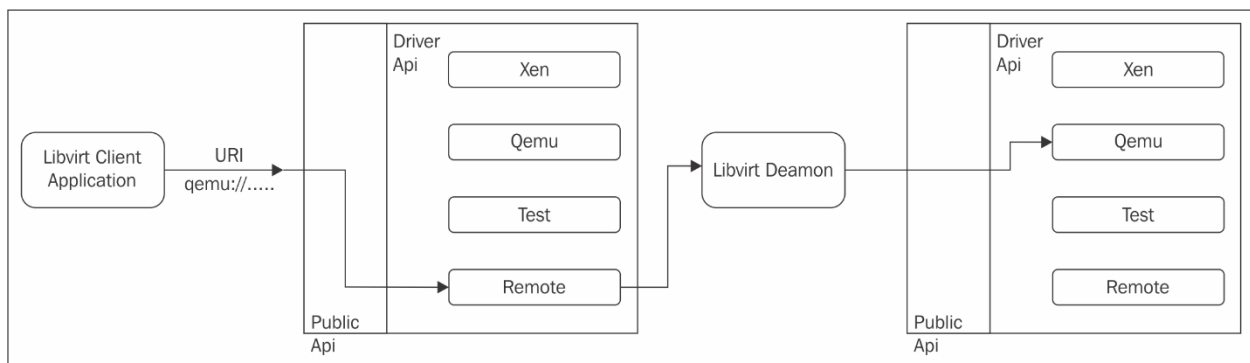 Libvirt Client
Application
URI
qemu://.....
Driver
Api
Xen
Qemu
Test
Remote
Public
Api
Libvirt Deamon
Driver
Api
Xen
Qemu
Test
Remote
Public
Api